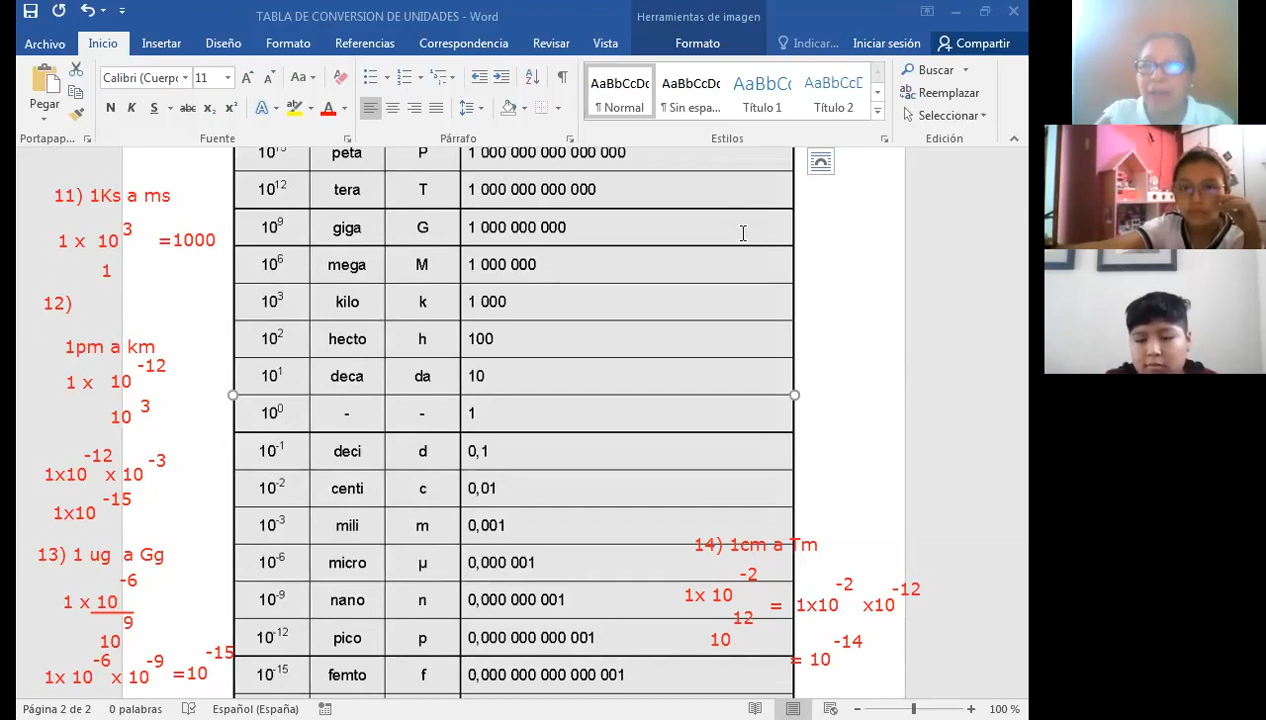 TABLA DE CONVERSION DE UNIDADES - Word
Herramientas de imagen
Archivo Inicio Insertar Diseño Formato Referencias Correspondencia Revisar Vista Formato Indicar... Iniciar sesión Compartir
Pegar
Calibri (Cuerpo 11
Aa
N K S abc x₂ x² A A
AaBbCcDc AaBbCcDc AaBbCc AaBbCcE
¶ Normal ¶ Sin espa... Título 1 Título 2
Buscar
Reemplazar
Seleccionar
Portapap... Fuente Párrafo Estilos Edición
10¹⁵ peta P 1 000 000 000 000 000
10¹² tera T 1 000 000 000 000
10⁹ giga G 1 000 000 000
10⁶ mega M 1 000 000
10³ kilo k 1 000
10² hecto h 100
10¹ deca da 10
10⁰ - - 1
10⁻¹ deci d 0,1
10⁻² centi c 0,01
10⁻³ mili m 0,001
10⁻⁶ micro µ 0,000 001
10⁻⁹ nano n 0,000 000 001
10⁻¹² pico p 0,000 000 000 001
10⁻¹⁵ femto f 0,000 000 000 000 001
11) 1Ks a ms
1 x 10³ =1000
1
12)
1pm a km
1 x 10⁻¹²
10³
1x10⁻¹² x 10⁻³
1x10⁻¹⁵
13) 1 ug a Gg
1 x 10⁻⁶
10⁹
1x 10⁻⁶ x10⁻⁹ =10⁻¹⁵
14) 1cm a Tm
1x 10⁻² = 1x10⁻² x10⁻¹²
10¹²
= 10⁻¹⁴
Página 2 de 2 0 palabras Español (España) 100 %